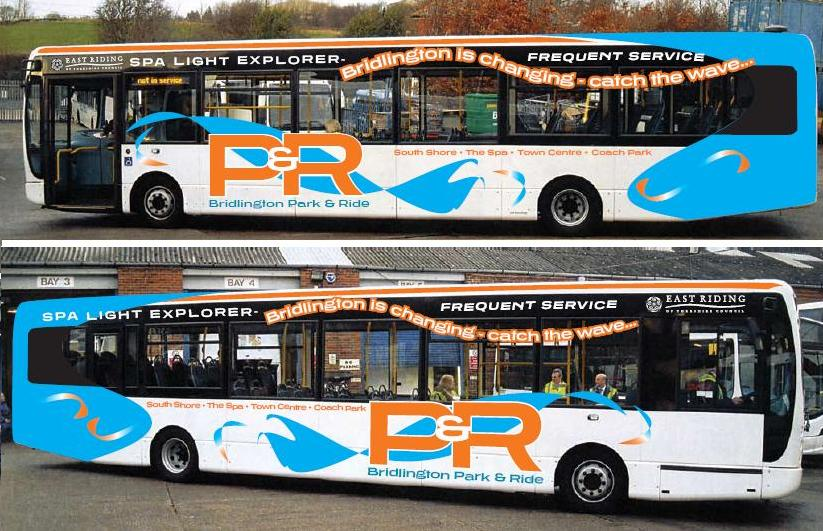 EAST RIDING
OF YORKSHIRE COUNCIL
SPA LIGHT EXPLORER-
Bridlington is changing - catch the wave...
FREQUENT SERVICE
not in service
P&R
South Shore • The Spa • Town Centre • Coach Park
Bridlington Park & Ride
BAY 3
BAY 4
SPA LIGHT EXPLORER-
Bridlington is changing - catch the wave...
FREQUENT SERVICE
EAST RIDING
OF YORKSHIRE COUNCIL
NO
PARKING
South Shore • The Spa • Town Centre • Coach Park
P&R
Bridlington Park & Ride